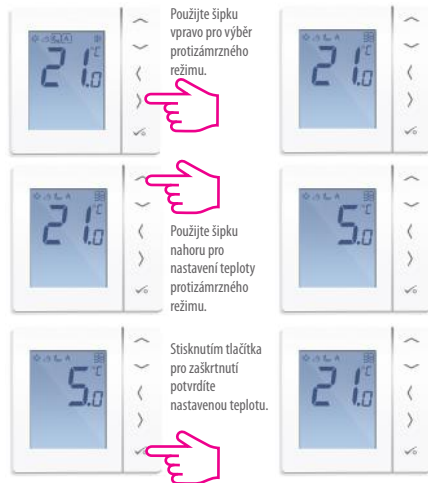 Použijte šipku
vpravo pro výběr
protizámrzného
režimu.
21.0 °C
21.0 °C
Použijte šipku
nahoru pro
nastavení teploty
protizámrzného
režimu.
21.0 °C
5.0 °C
Stisknutím tlačítka
pro zaškrtnutí
potvrdíte
nastavenou teplotu.
5.0 °C
21.0 °C